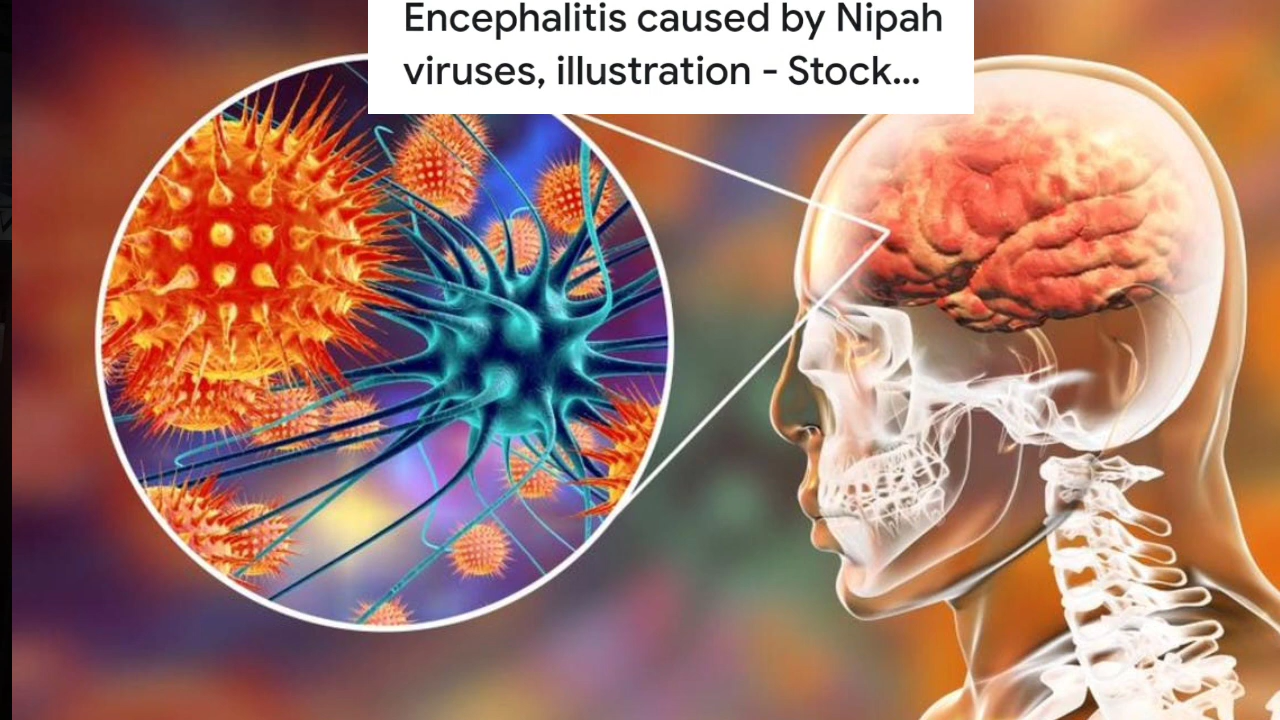 Encephalitis caused by Nipah
viruses, illustration - Stock...